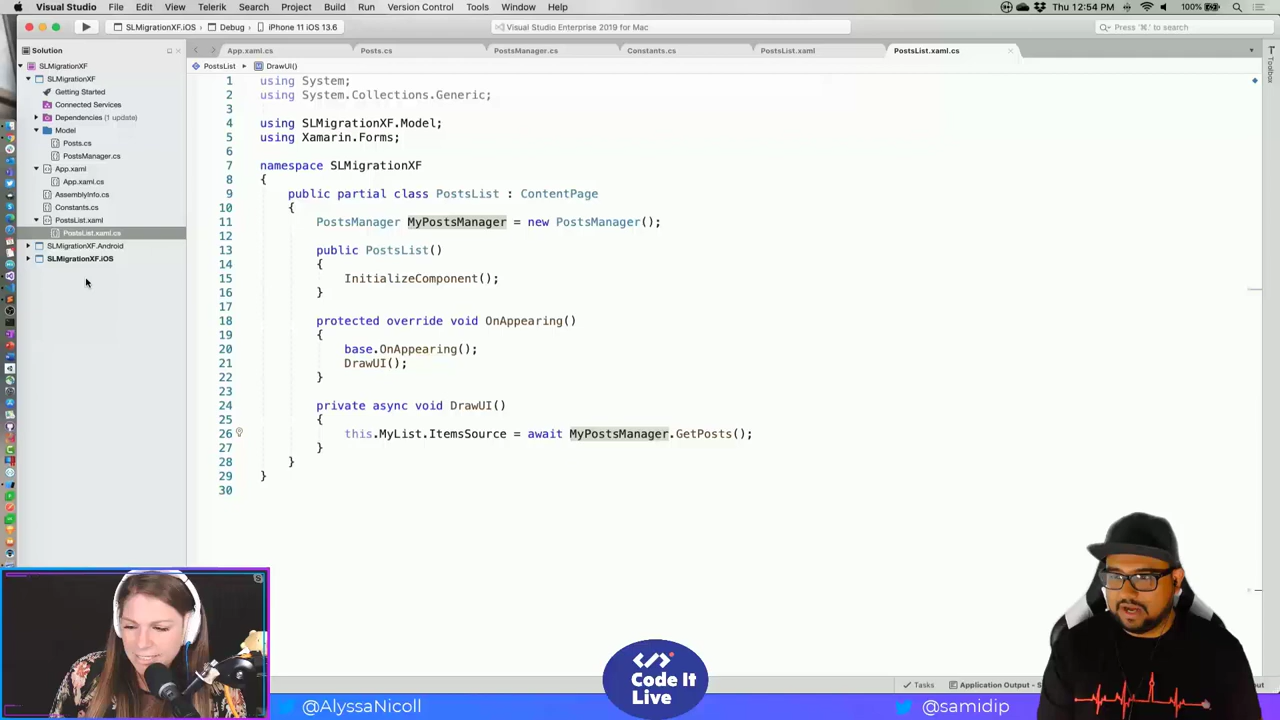 Visual Studio File Edit View Telerik Search Project Build Run Version Control Tools Window Help 100% Thu 12:54 PM
SLMigrationXF.iOS Debug iPhone 11 iOS 13.6 Visual Studio Enterprise 2019 for Mac Press '⌘.' to search
Solution App.xaml.cs Posts.cs PostsManager.cs Constants.cs PostsList.xaml PostsList.xaml.cs
PostsList DrawUI()
SLMigrationXF
SLMigrationXF
Getting Started
Connected Services
Dependencies (1 update)
Model
Posts.cs
PostsManager.cs
App.xaml
App.xaml.cs
AssemblyInfo.cs
Constants.cs
PostsList.xaml
PostsList.xaml.cs
SLMigrationXF.Android
SLMigrationXF.iOS
Toolbox
1 using System;
2 using System.Collections.Generic;
3
4 using SLMigrationXF.Model;
5 using Xamarin.Forms;
6
7 namespace SLMigrationXF
8 {
9 public partial class PostsList : ContentPage
10 {
11 PostsManager MyPostsManager = new PostsManager();
12
13 public PostsList()
14 {
15 InitializeComponent();
16 }
17
18 protected override void OnAppearing()
19 {
20 base.OnAppearing();
21 DrawUI();
22 }
23
24 private async void DrawUI()
25 {
26 this.MyList.ItemsSource = await MyPostsManager.GetPosts();
27 }
28 }
29 }
30
Tasks Application Output - S
</> Code It
Live
@AlyssaNicoll @samidip